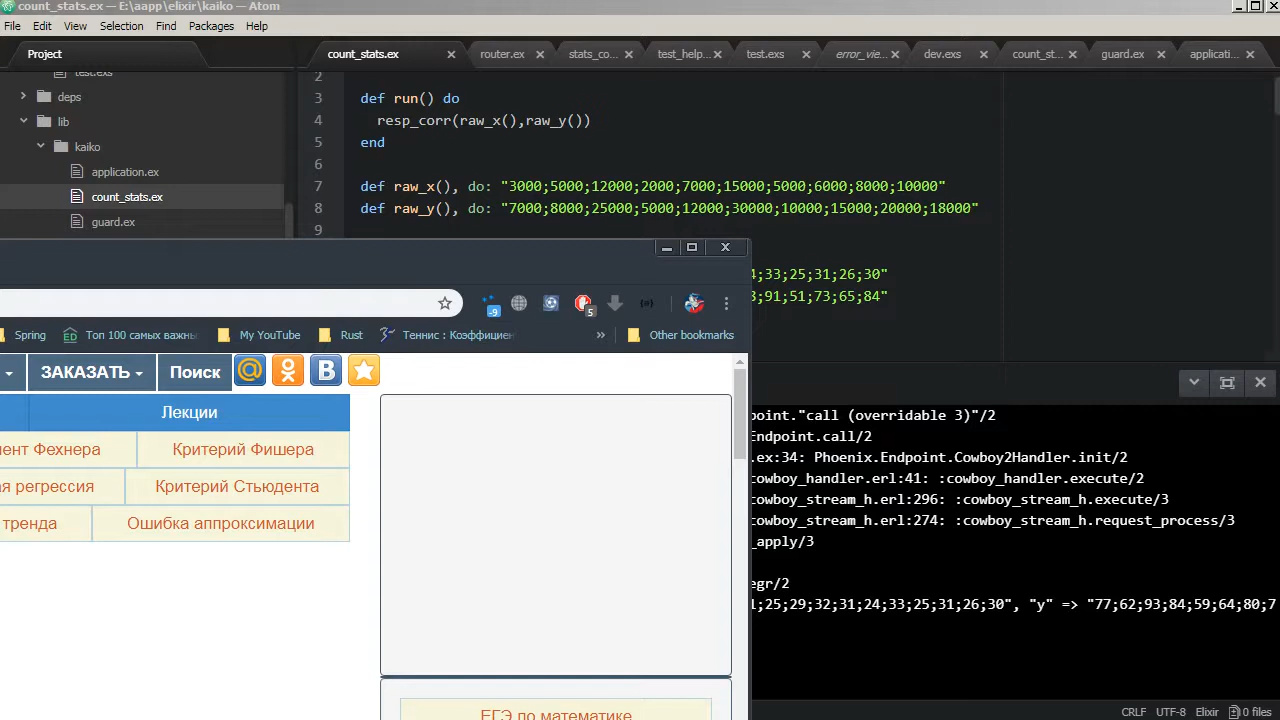 count_stats.ex — E:\aapp\elixir\kaiko — Atom
File Edit View Selection Find Packages Help
Project
count_stats.ex router.ex stats_co... test_help... test.exs error_vie... dev.exs count_st... guard.ex applicati...
test.exs
deps
lib
kaiko
application.ex
count_stats.ex
guard.ex
2
3 def run() do
4 resp_corr(raw_x(),raw_y())
5 end
6
7 def raw_x(), do: "3000;5000;12000;2000;7000;15000;5000;6000;8000;10000"
8 def raw_y(), do: "7000;8000;25000;5000;12000;30000;10000;15000;20000;18000"
9
;33;25;31;26;30"
;91;51;73;65;84"
-9
5
Spring Топ 100 самых важны My YouTube Rust Теннис : Коэффициен » Other bookmarks
ЗАКАЗАТЬ Поиск
Лекции
ент Фехнера Критерий Фишера
ая регрессия Критерий Стьюдента
тренда Ошибка аппроксимации
ЕГЭ по математике
point."call (overridable 3)"/2
Endpoint.call/2
.ex:34: Phoenix.Endpoint.Cowboy2Handler.init/2
cowboy_handler.erl:41: :cowboy_handler.execute/2
cowboy_stream_h.erl:296: :cowboy_stream_h.execute/3
cowboy_stream_h.erl:274: :cowboy_stream_h.request_process/3
_apply/3
egr/2
1;25;29;32;31;24;33;25;31;26;30", "y" => "77;62;93;84;59;64;80;7
CRLF UTF-8 Elixir 0 files